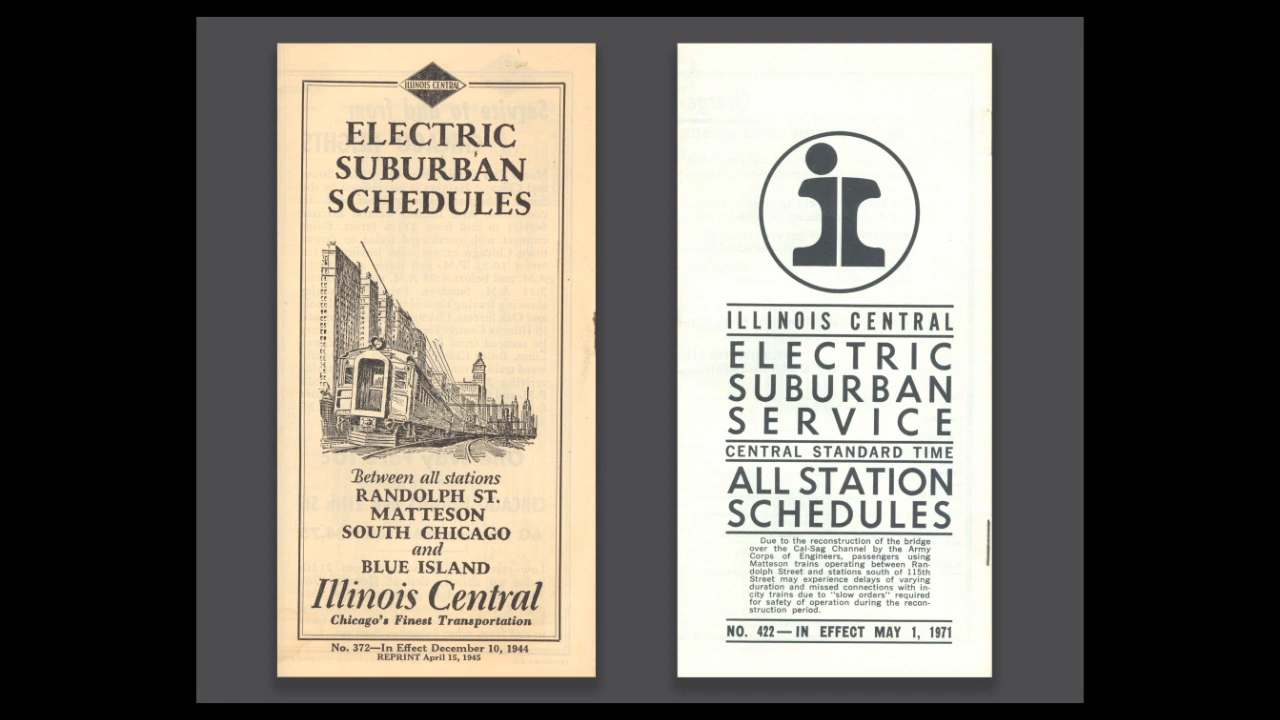 ILLINOIS CENTRAL
ELECTRIC
SUBURBAN
SCHEDULES
Between all stations
RANDOLPH ST.
MATTESON
SOUTH CHICAGO
and
BLUE ISLAND
Illinois Central
Chicago's Finest Transportation
No. 372—In Effect December 10, 1944
REPRINT April 15, 1945
ic
ILLINOIS CENTRAL
ELECTRIC
SUBURBAN
SERVICE
CENTRAL STANDARD TIME
ALL STATION
SCHEDULES
Due to the reconstruction of the bridge
over the Cal-Sag Channel by the Army
Corps of Engineers, passengers using
Matteson trains operating between Ran-
dolph Street and stations south of 115th
Street may experience delays of varying
duration and missed connections with in-
city trains due to "slow orders" required
for safety of operation during the recon-
struction period.
NO. 422—IN EFFECT MAY 1, 1971